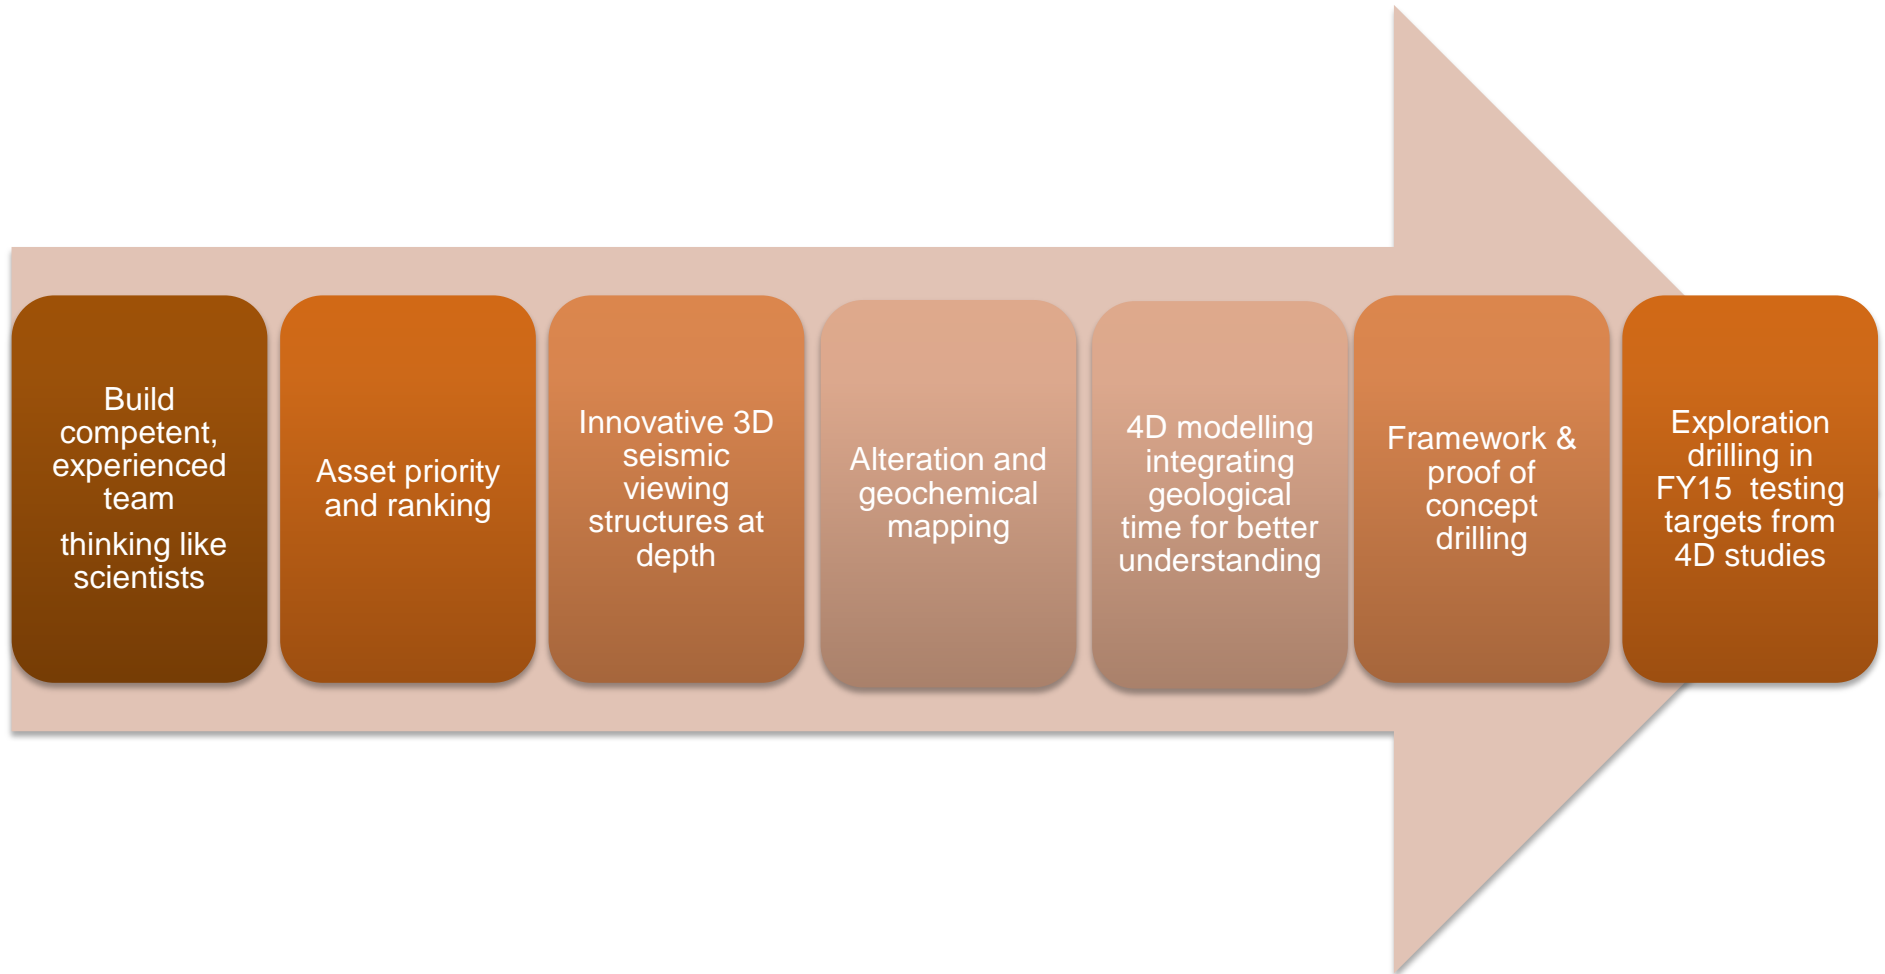 Build
competent,
experienced
team
thinking like
scientists
Asset priority
and ranking
Innovative 3D
seismic
viewing
structures at
depth
Alteration and
geochemical
mapping
4D modelling
integrating
geological
time for better
understanding
Framework &
proof of
concept
drilling
Exploration
drilling in
FY15  testing
targets from
4D studies